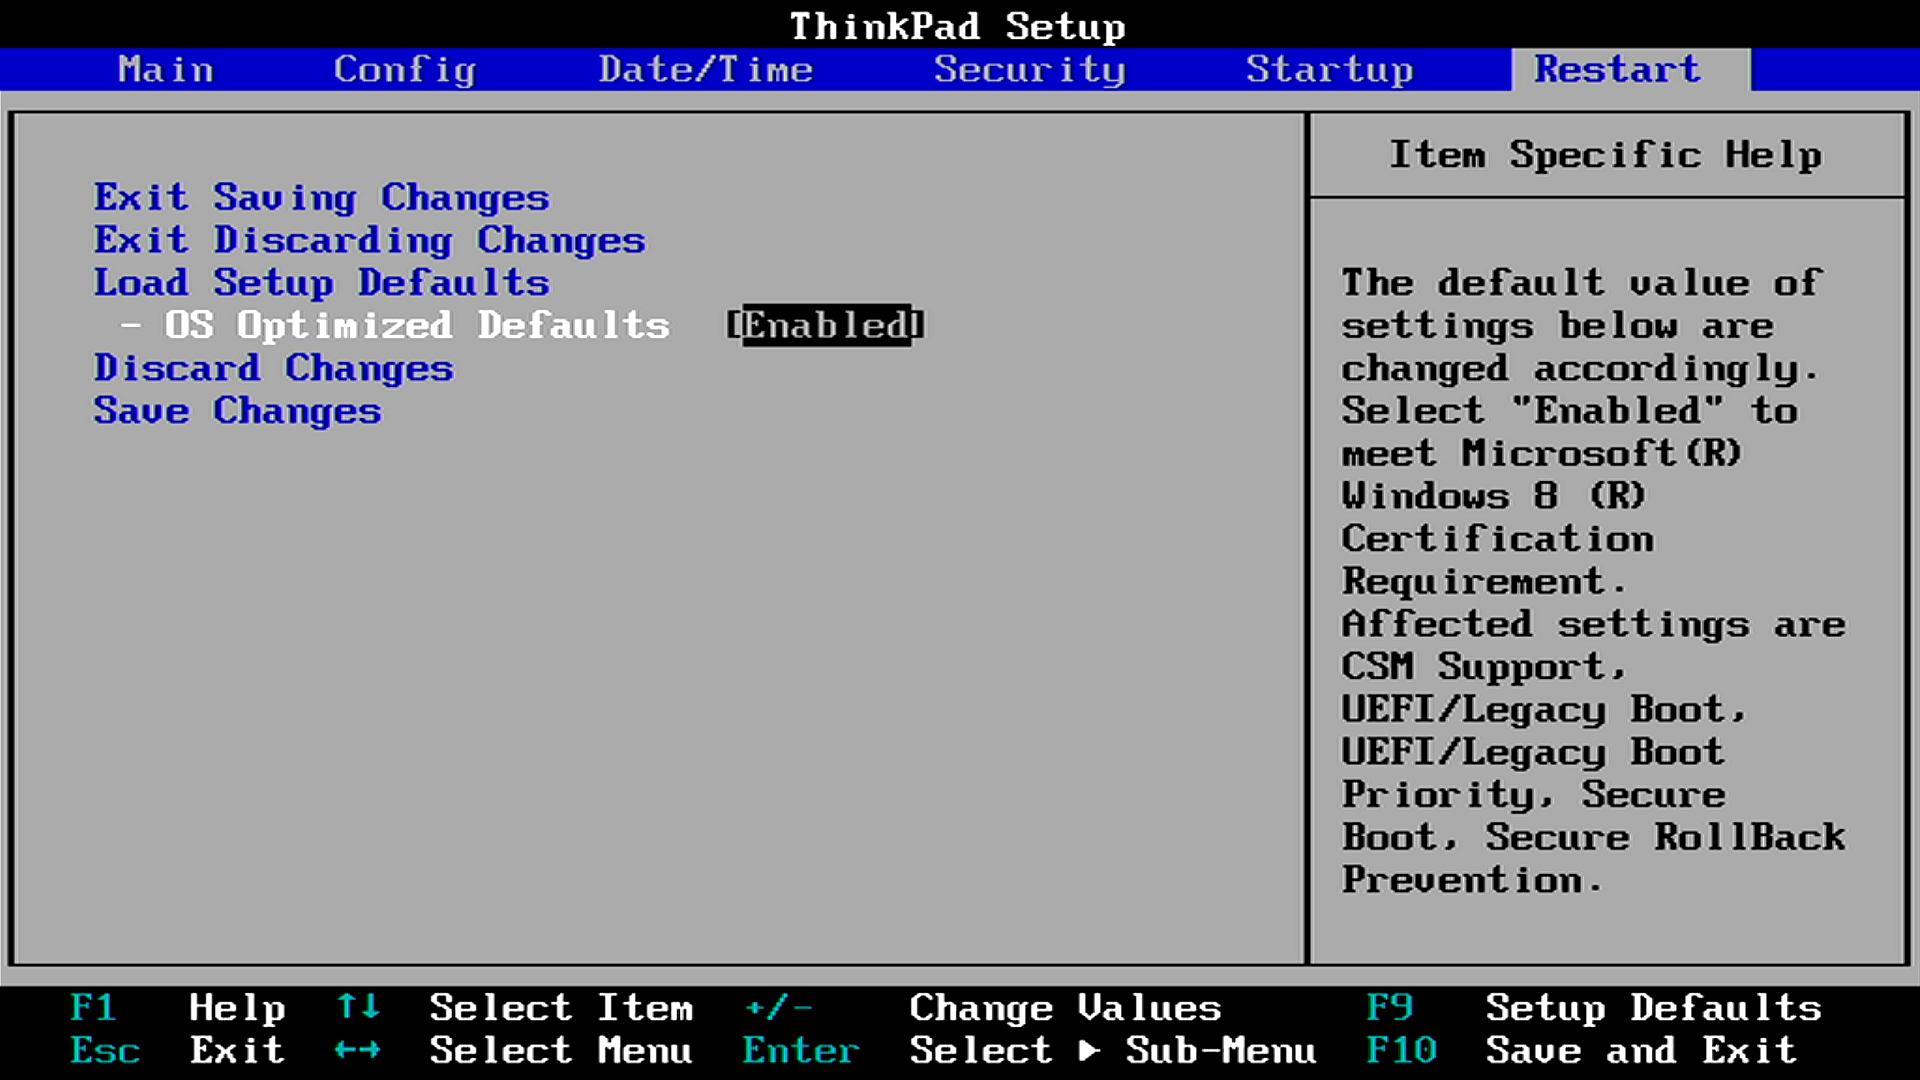 ThinkPad Setup
Main Config Date/Time Security Startup Restart
Exit Saving Changes
Exit Discarding Changes
Load Setup Defaults
- OS Optimized Defaults [Enabled]
Discard Changes
Save Changes
Item Specific Help
The default value of
settings below are
changed accordingly.
Select "Enabled" to
meet Microsoft(R)
Windows 8 (R)
Certification
Requirement.
Affected settings are
CSM Support,
UEFI/Legacy Boot,
UEFI/Legacy Boot
Priority, Secure
Boot, Secure RollBack
Prevention.
F1 Help ↑↓ Select Item +/- Change Values F9 Setup Defaults
Esc Exit ←→ Select Menu Enter Select ▶ Sub-Menu F10 Save and Exit